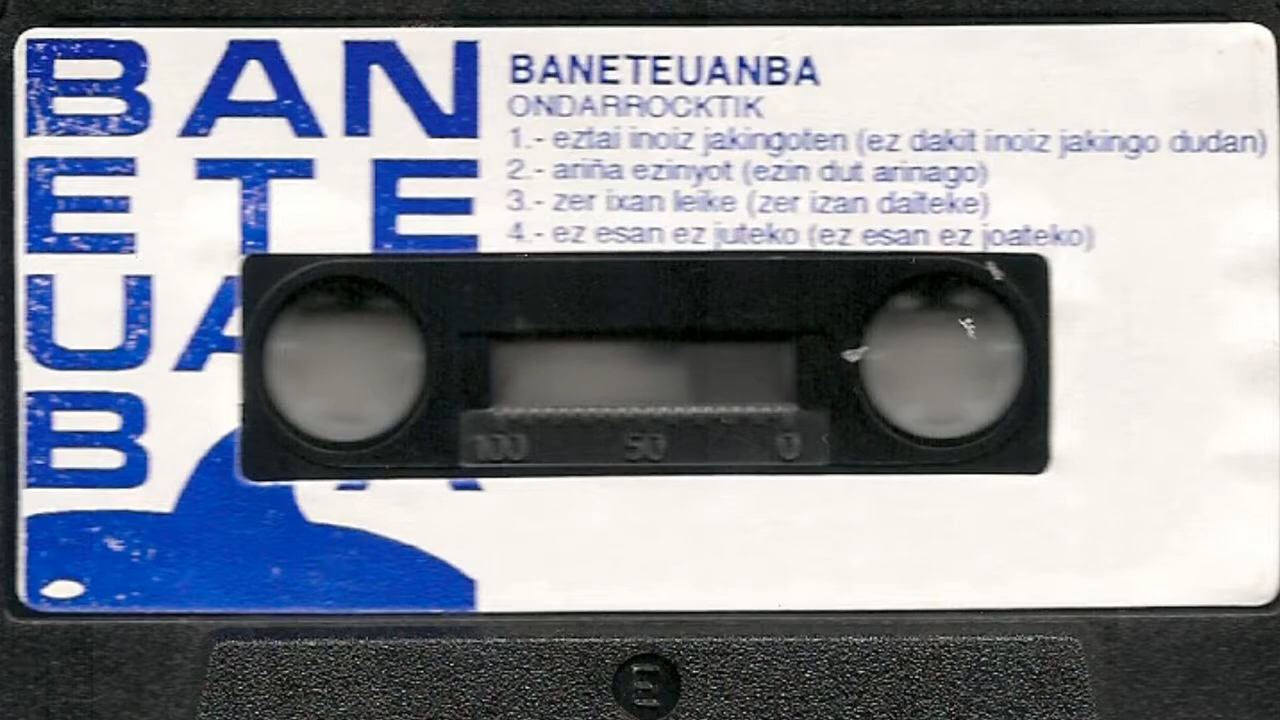 BAN
ETE
UA
B A
BANETEUANBA
ONDARROCKTIK
1.- eztai inoiz jakingoten (ez dakit inoiz jakingo dudan)
2.- ariña ezinyot (ezin dut arinago)
3.- zer ixan leike (zer izan daiteke)
4.- ez esan ez juteko (ez esan ez joateko)
100 50 0
E